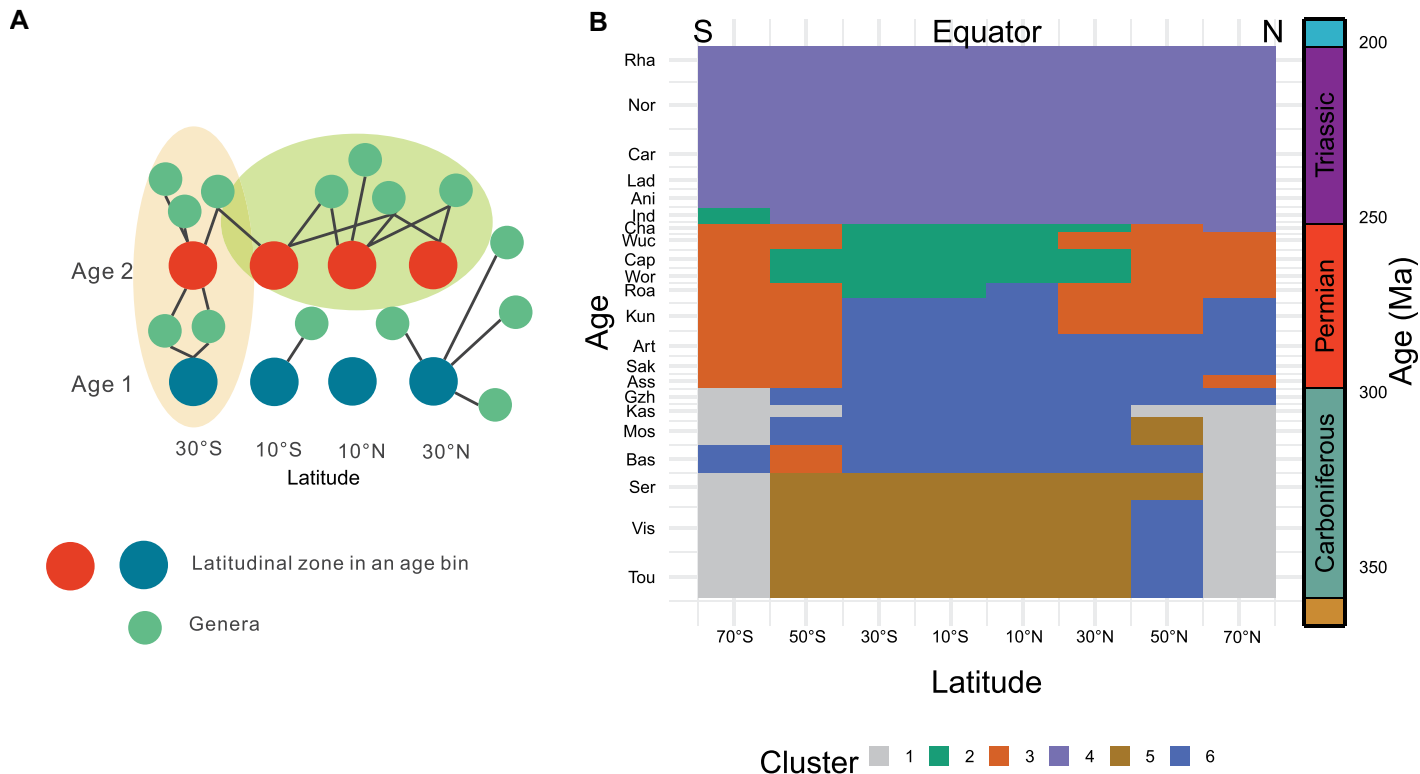 A
Age 2
Age 1
30°S 10°S 10°N 30°N
Latitude
Latitudinal zone in an age bin
Genera
B
S Equator N
Rha
Nor
Car
Lad
Ani
Ind
Cha
Wuc
Cap
Wor
Roa
Kun
Art
Sak
Ass
Gzh
Kas
Mos
Bas
Ser
Vis
Tou
Age
70°S 50°S 30°S 10°S 10°N 30°N 50°N 70°N
Latitude
Triassic
Permian
Carboniferous
200
250
300
350
Age (Ma)
Cluster 1 2 3 4 5 6